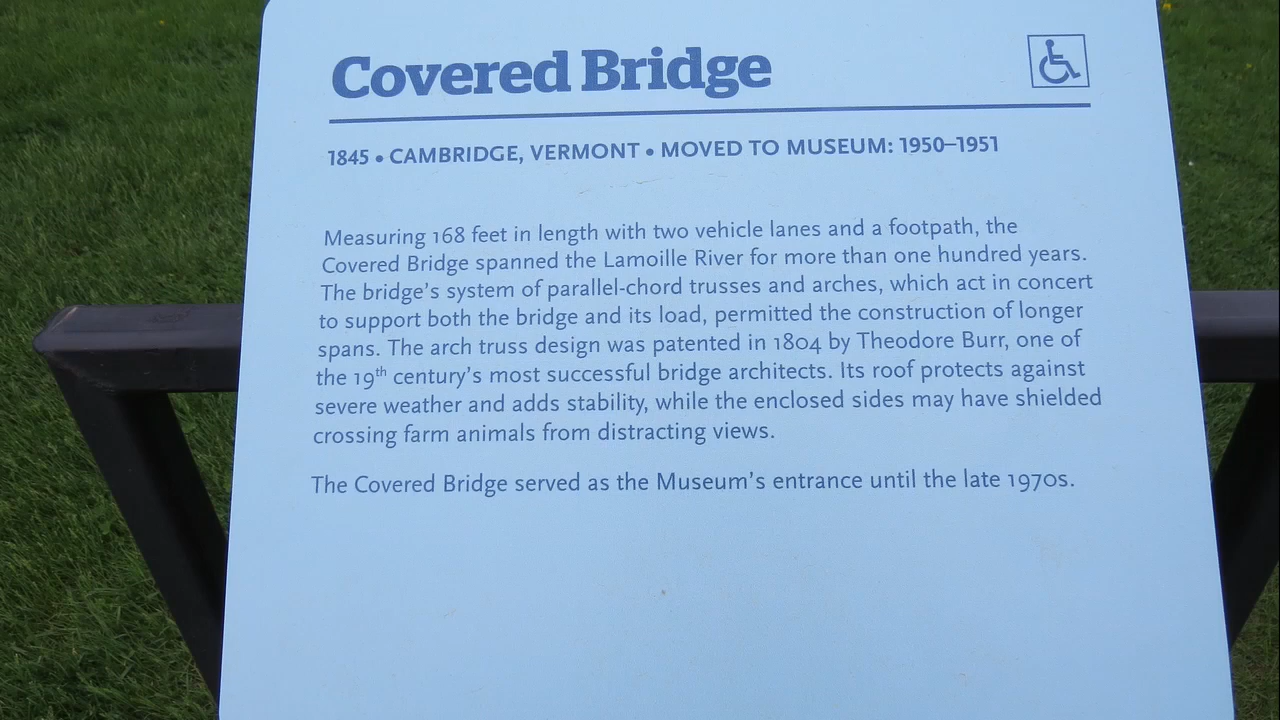 Covered Bridge
1845 • CAMBRIDGE, VERMONT • MOVED TO MUSEUM: 1950–1951
Measuring 168 feet in length with two vehicle lanes and a footpath, the
Covered Bridge spanned the Lamoille River for more than one hundred years.
The bridge's system of parallel-chord trusses and arches, which act in concert
to support both the bridge and its load, permitted the construction of longer
spans. The arch truss design was patented in 1804 by Theodore Burr, one of
the 19th century's most successful bridge architects. Its roof protects against
severe weather and adds stability, while the enclosed sides may have shielded
crossing farm animals from distracting views.
The Covered Bridge served as the Museum's entrance until the late 1970s.